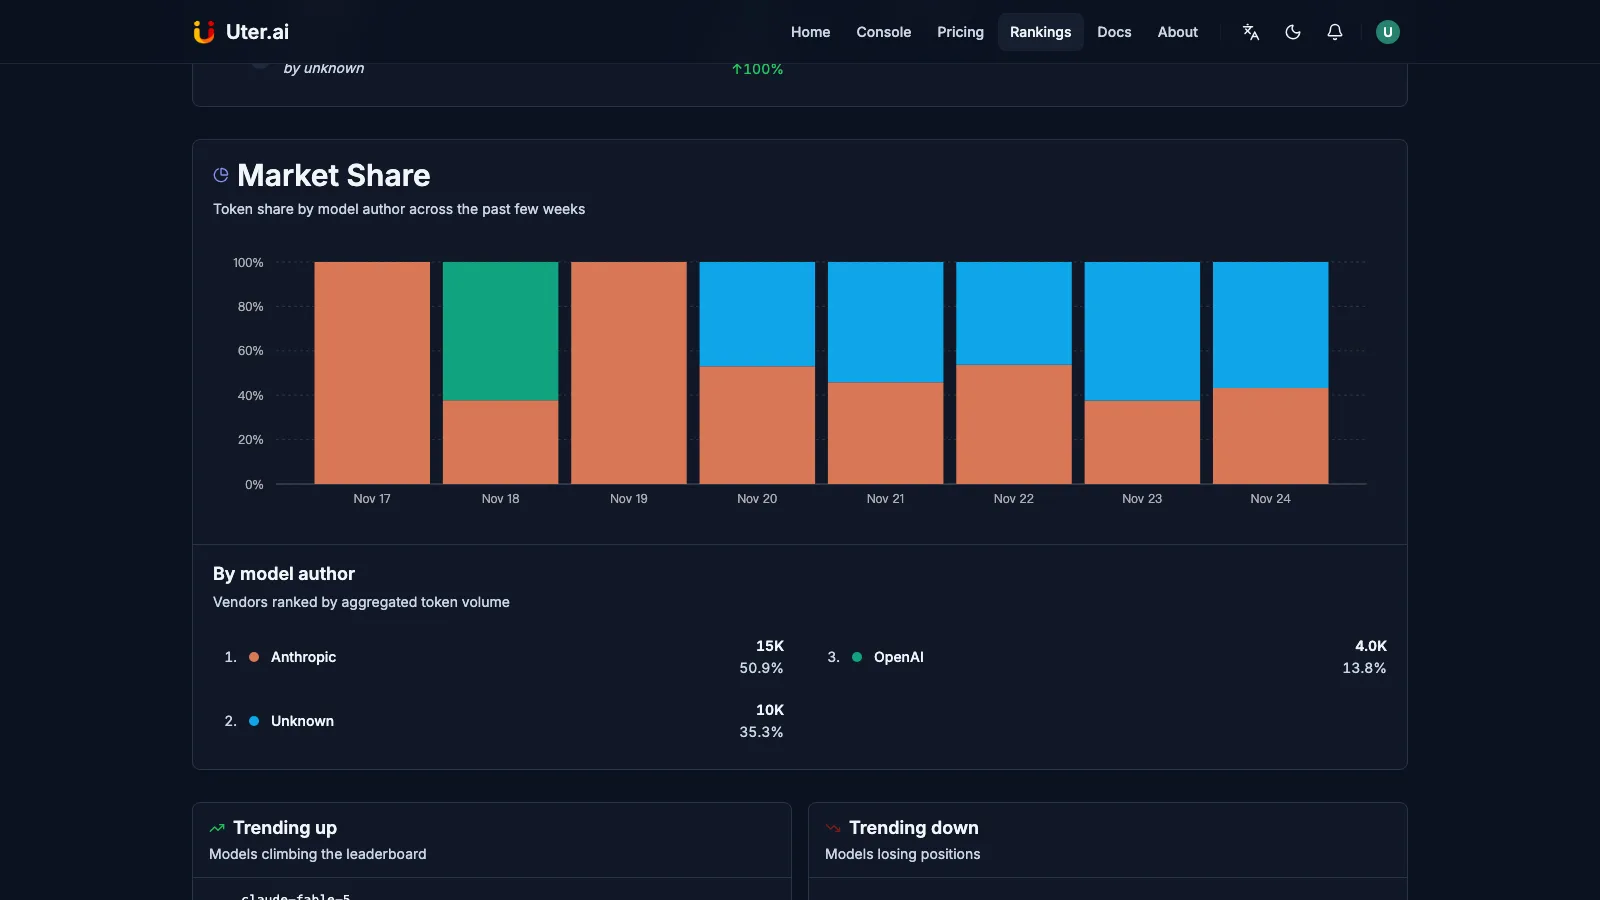 Uter.ai
Home
Console
Pricing
Rankings
Docs
About
U
by unknown
↑100%
Market Share
Token share by model author across the past few weeks
100%
80%
60%
40%
20%
0%
Nov 17
Nov 18
Nov 19
Nov 20
Nov 21
Nov 22
Nov 23
Nov 24
By model author
Vendors ranked by aggregated token volume
1. Anthropic
15K
50.9%
2. Unknown
10K
35.3%
3. OpenAI
4.0K
13.8%
Trending up
Models climbing the leaderboard
claude-fable-5
Trending down
Models losing positions